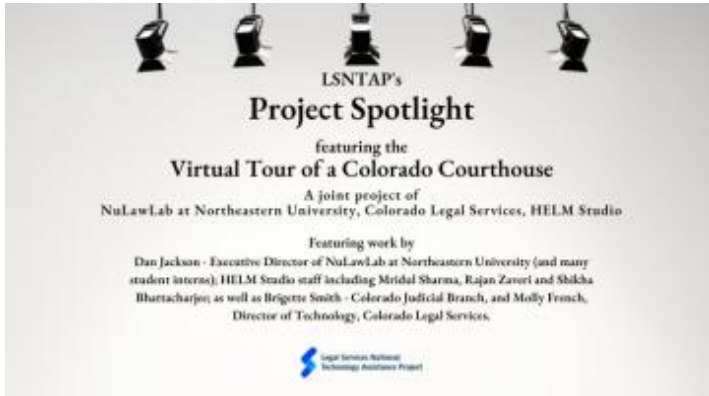 LSNTAP's
Project Spotlight
featuring the
Virtual Tour of a Colorado Courthouse
A joint project of
NuLawLab at Northeastern University, Colorado Legal Services, HELM Studio
Featuring work by
Dan Jackson - Executive Director of NuLawLab at Northeastern University (and many
student interns); HELM Studio staff including Mridul Sharma, Rajan Zaveri and Shikha
Bhattacharjee; as well as Brigette Smith - Colorado Judicial Branch, and Molly French,
Director of Technology, Colorado Legal Services.
Legal Services National
Technology Assistance Project